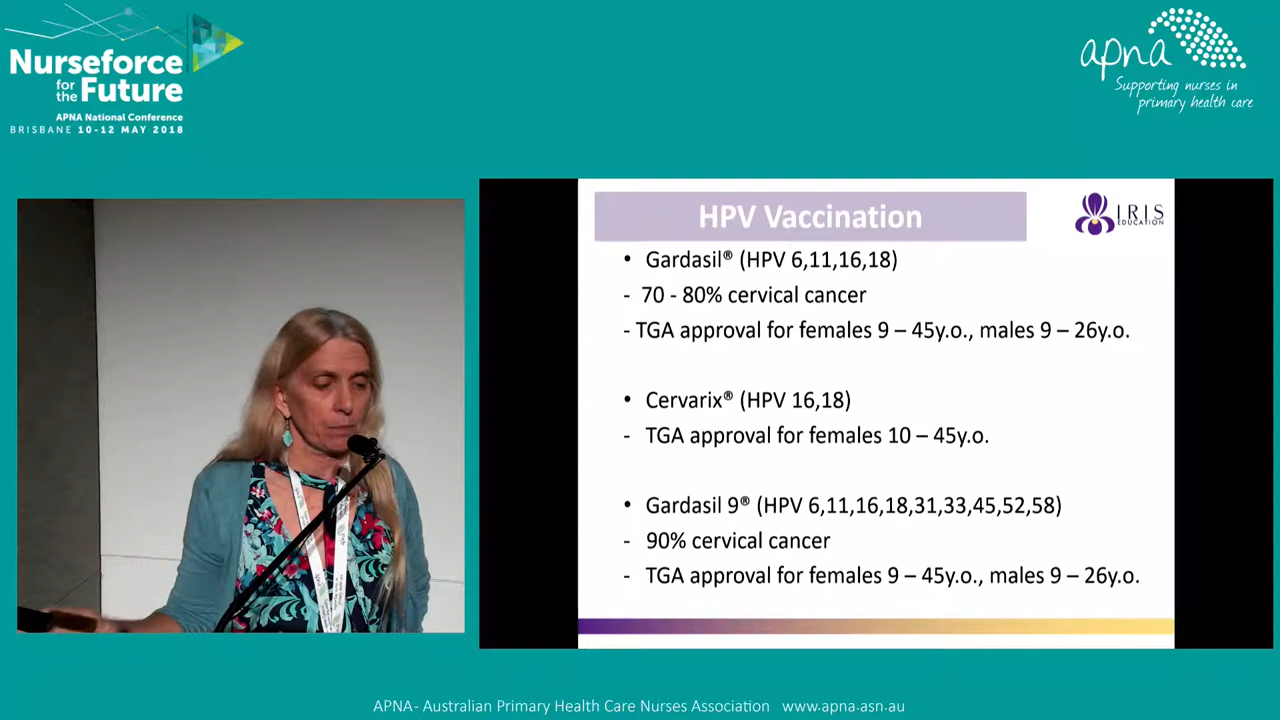 Nurseforce
for the Future
APNA National Conference
BRISBANE 10-12 MAY 2018
apna
Supporting nurses in
primary health care
HPV Vaccination
IRIS
EDUCATION
• Gardasil® (HPV 6,11,16,18)
- 70 - 80% cervical cancer
- TGA approval for females 9 – 45y.o., males 9 – 26y.o.
• Cervarix® (HPV 16,18)
- TGA approval for females 10 – 45y.o.
• Gardasil 9® (HPV 6,11,16,18,31,33,45,52,58)
- 90% cervical cancer
- TGA approval for females 9 – 45y.o., males 9 – 26y.o.
APNA- Australian Primary Health Care Nurses Association www.apna.asn.au